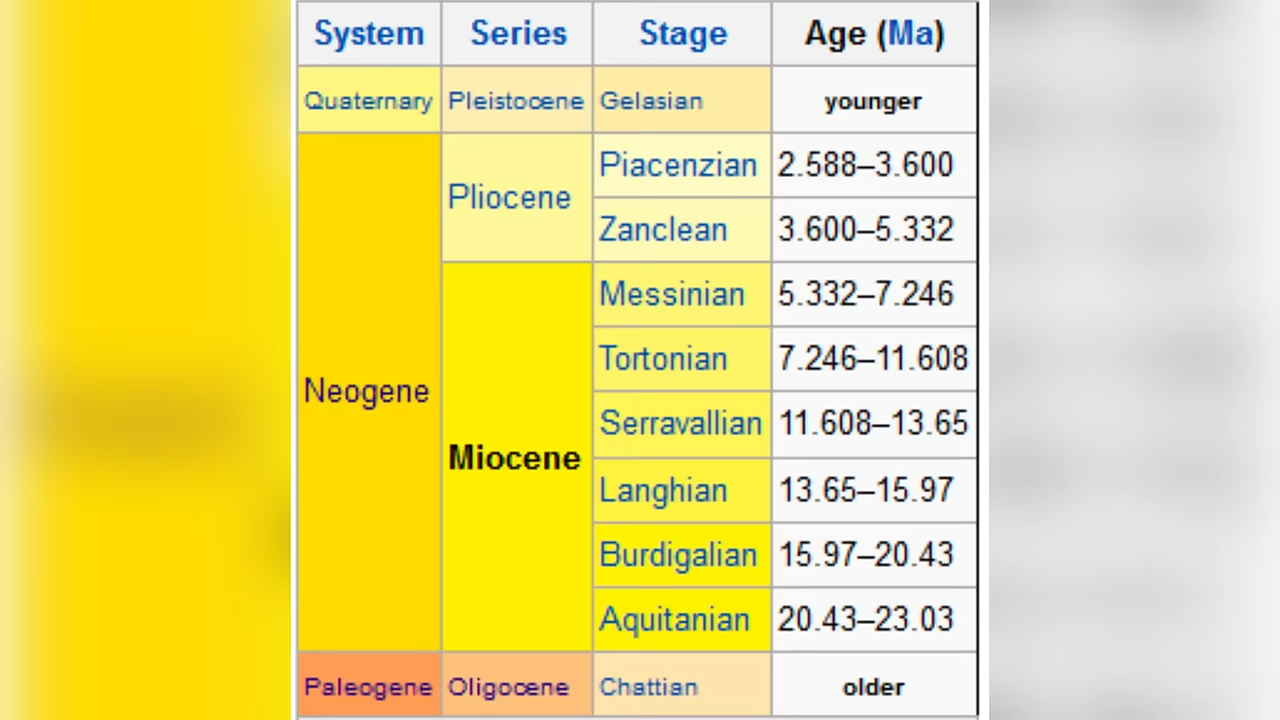 System Series Stage Age (Ma)
Quaternary Pleistocene Gelasian younger
Neogene Pliocene Piacenzian 2.588–3.600
Zanclean 3.600–5.332
Miocene Messinian 5.332–7.246
Tortonian 7.246–11.608
Serravallian 11.608–13.65
Langhian 13.65–15.97
Burdigalian 15.97–20.43
Aquitanian 20.43–23.03
Paleogene Oligocene Chattian older